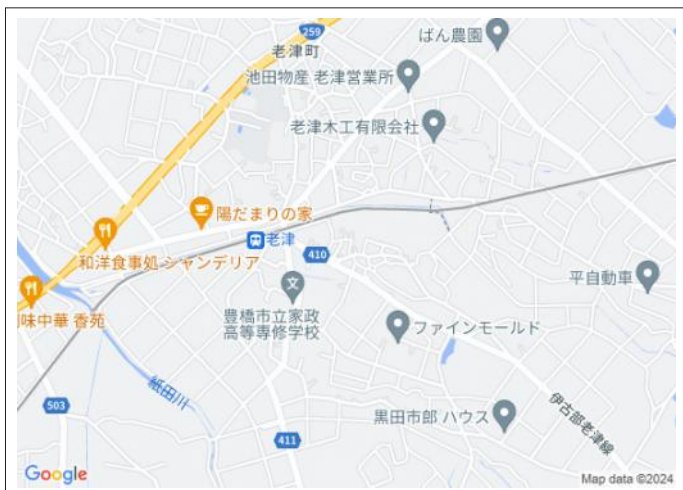 259
老津町
ばん農園
池田物産 老津営業所
老津木工有限会社
陽だまりの家
老津
和洋食事処 シャンデリア
410
平自動車
味中華 香苑
豊橋市立家政
高等専修学校
ファインモールド
紙田川
503
黒田市郎 ハウス
伊古部老津線
411
Google
Map data ©2024